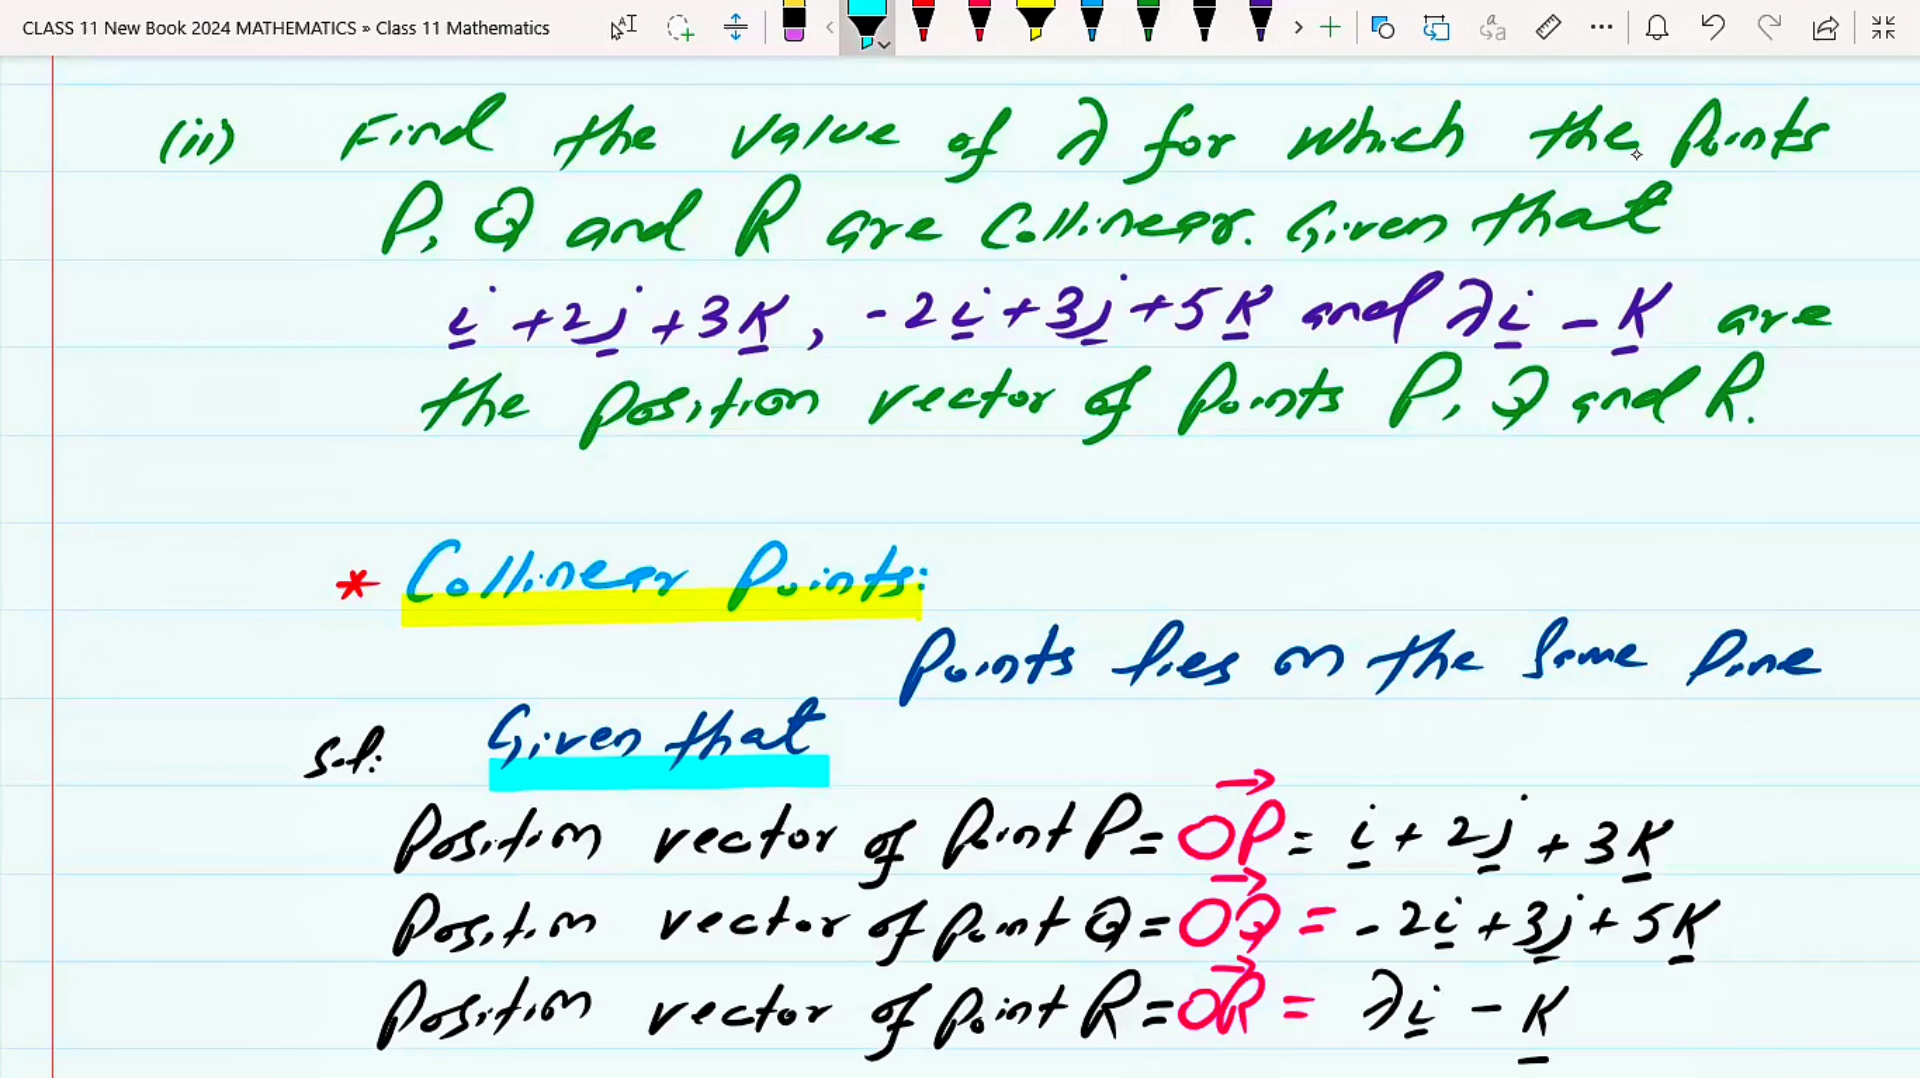 CLASS 11 New Book 2024 MATHEMATICS » Class 11 Mathematics
(ii) Find the value of λ for which the Points
P, Q and R are Collinear. Given that
i + 2j + 3K, -2i + 3j + 5K and λi - K are
the position vector of Points P, Q and R.
* Collinear Points:
Points lies on the Same line
Sol: Given that
Position vector of Point P = OP = i + 2j + 3K
Position vector of Point Q = OQ = -2i + 3j + 5K
Position vector of Point R = OR = λi - K